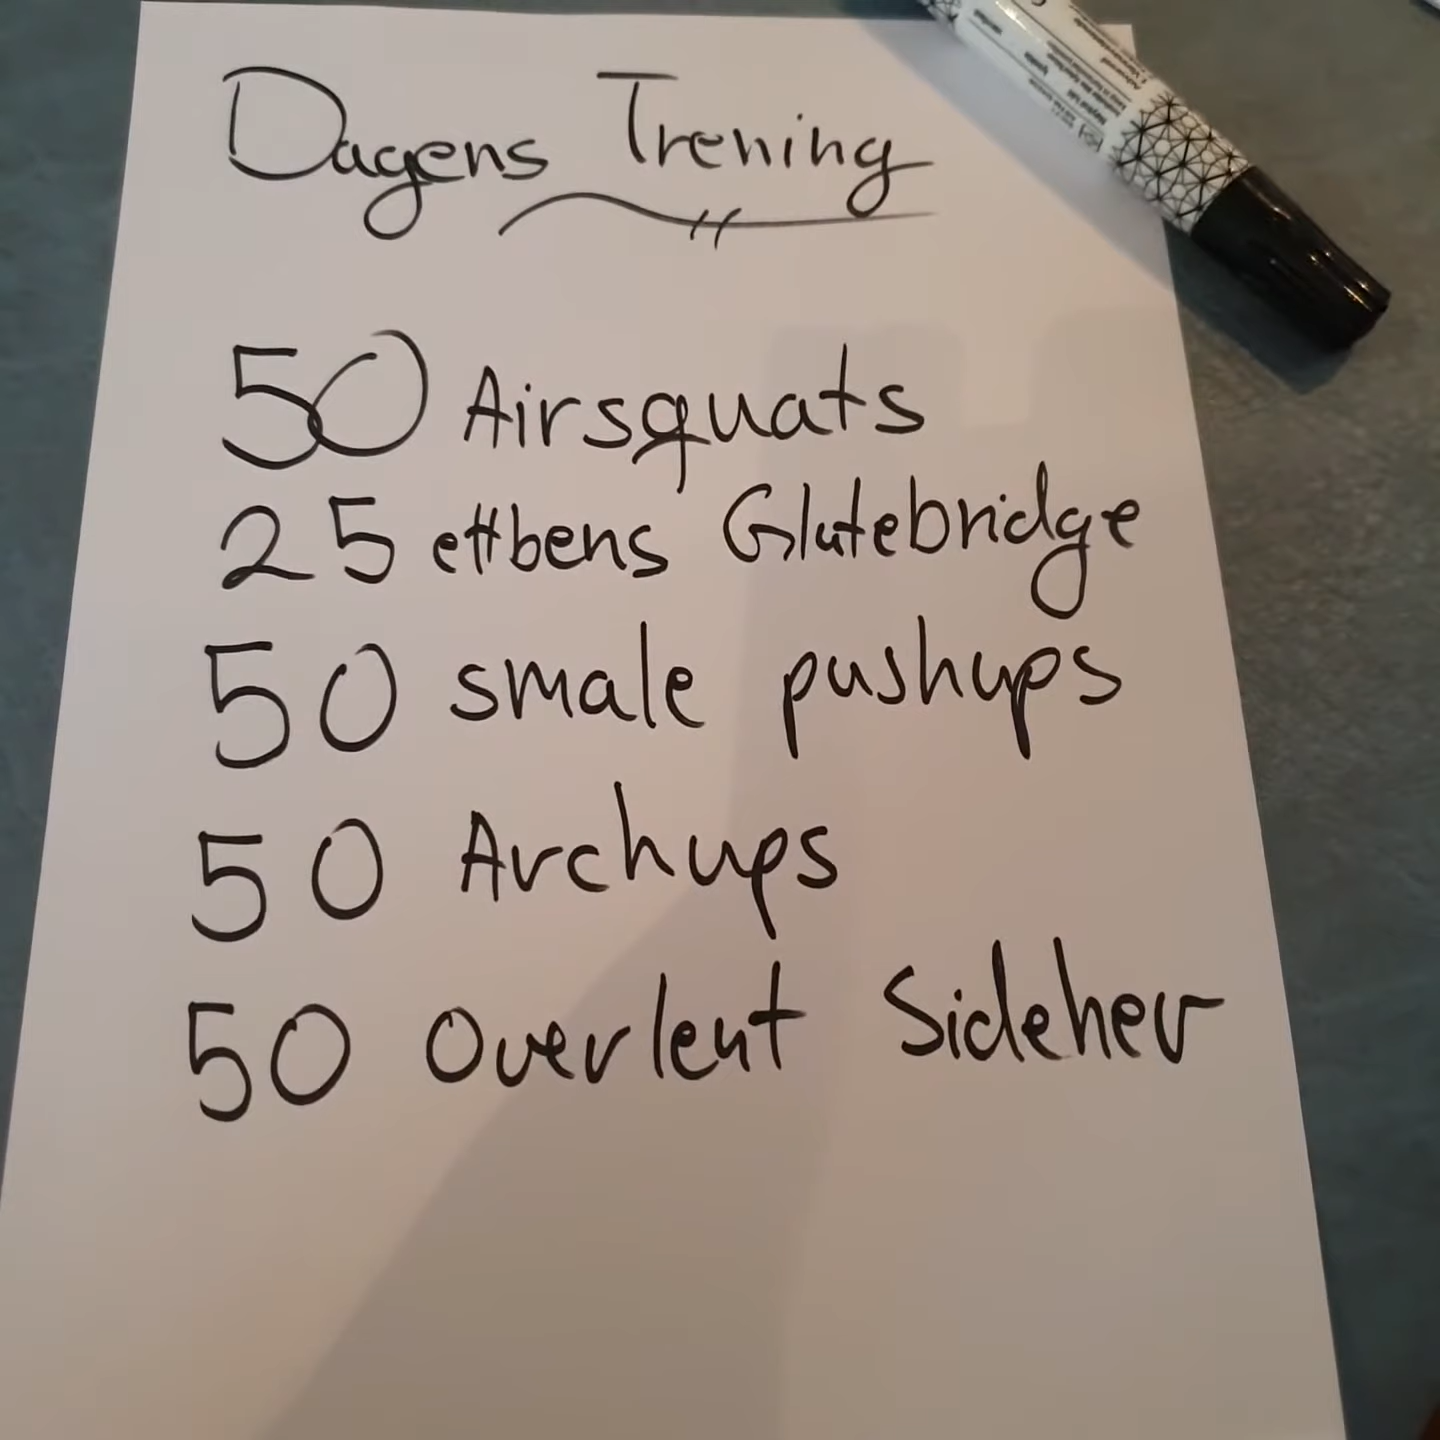 Dagens Trening
50 Airsquats
25 ettbens Glutebridge
50 smale pushups
50 Archups
50 Overlent Sidehev